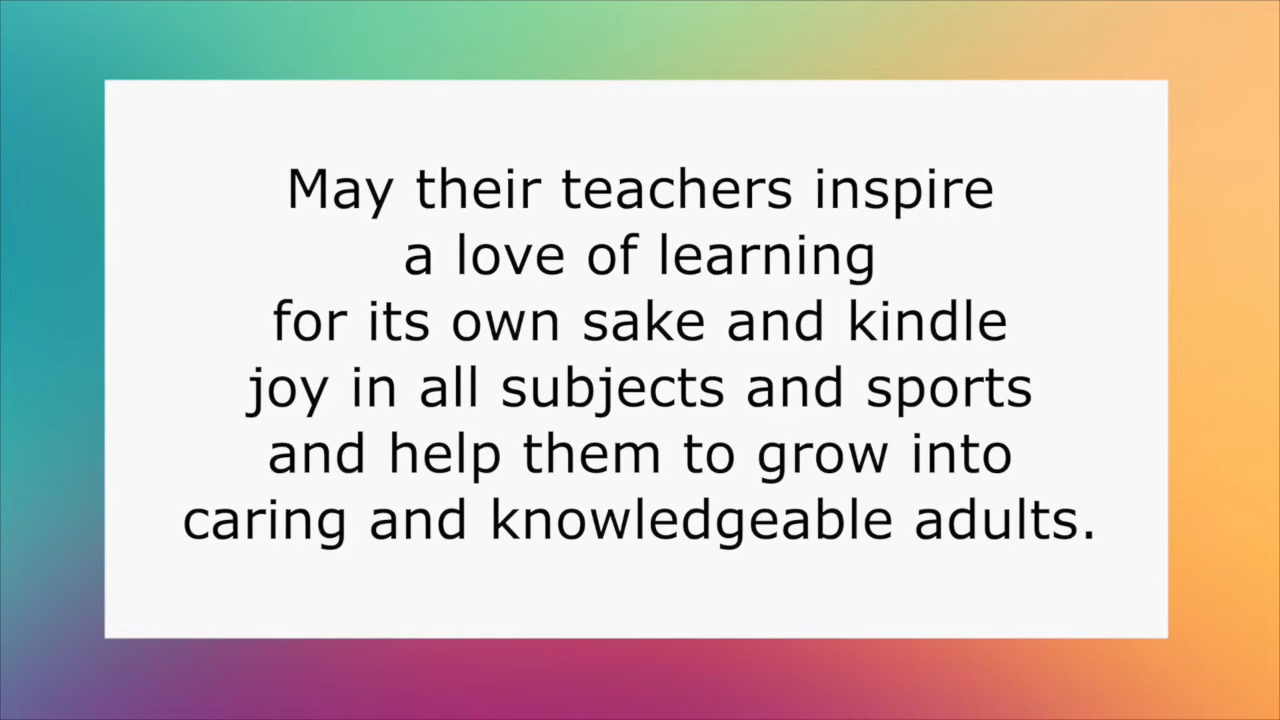 May their teachers inspire
a love of learning
for its own sake and kindle
joy in all subjects and sports
and help them to grow into
caring and knowledgeable adults.